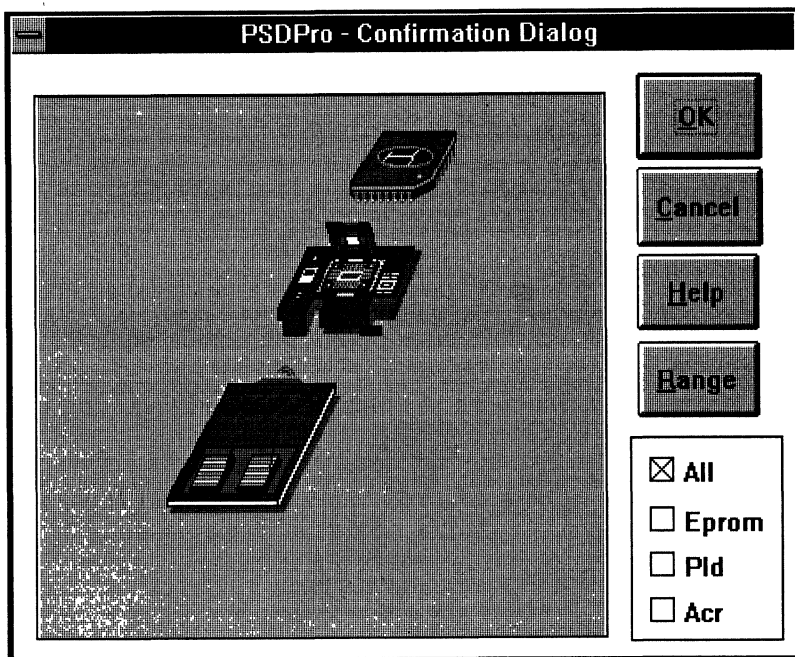 PSDPro - Confirmation Dialog
OK
Cancel
Help
Range
All
Eprom
Pld
Acr